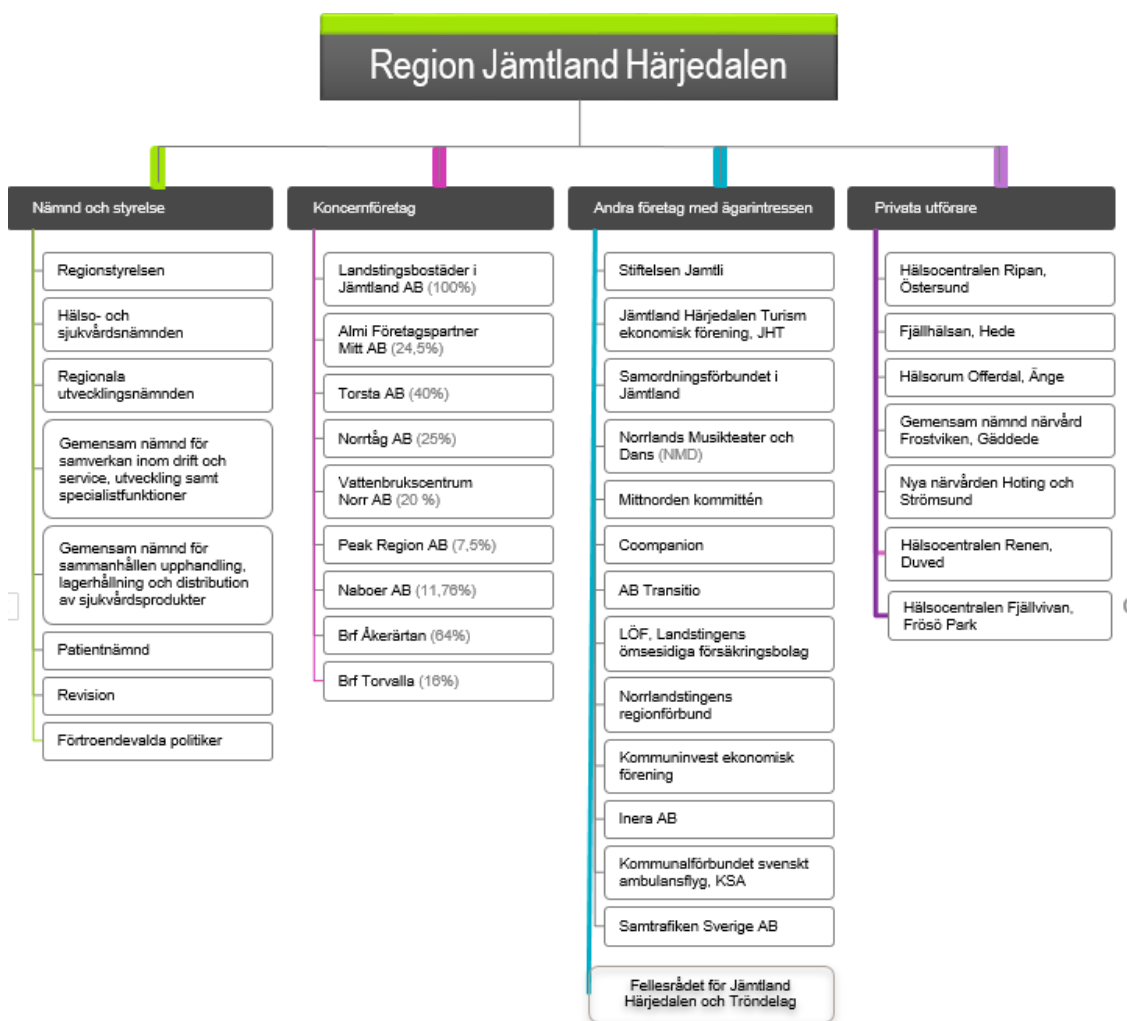 Region Jämtland Härjedalen
Nämnd och styrelse
Regionstyrelsen
Hälso- och
sjukvårdsnämnden
Regionala
utvecklingsnämnden
Gemensam nämnd för
samverkan inom drift och
service, utveckling samt
specialistfunktioner
Gemensam nämnd för
sammanhållen upphandling,
lagerhållning och distribution
av sjukvårdsprodukter
Patientnämnd
Revision
Förtroendevalda politiker
Koncernföretag
Landstingsbostäder i
Jämtland AB (100%)
Almi Företagspartner
Mitt AB (24,5%)
Torsta AB (40%)
Norrtåg AB (25%)
Vattenbrukscentrum
Norr AB (20 %)
Peak Region AB (7,5%)
Naboer AB (11,76%)
Brf Åkerärtan (64%)
Brf Torvalla (16%)
Andra företag med ägarintressen
Stiftelsen Jamtli
Jämtland Härjedalen Turism
ekonomisk förening, JHT
Samordningsförbundet i
Jämtland
Norrlands Musikteater och
Dans (NMD)
Mittnorden kommittén
Coompanion
AB Transitio
LÖF, Landstingens
ömsesidiga försäkringsbolag
Norrlandstingens
regionförbund
Kommuninvest ekonomisk
förening
Inera AB
Kommunalförbundet svenskt
ambulansflyg, KSA
Samtrafiken Sverige AB
Fellesrådet för Jämtland
Härjedalen och Tröndelag
Privata utförare
Hälsocentralen Ripan,
Östersund
Fjällhälsan, Hede
Hälsorum Offerdal, Änge
Gemensam nämnd närvård
Frostviken, Gäddede
Nya närvården Hoting och
Strömsund
Hälsocentralen Renen,
Duved
Hälsocentralen Fjällvivan,
Frösö Park